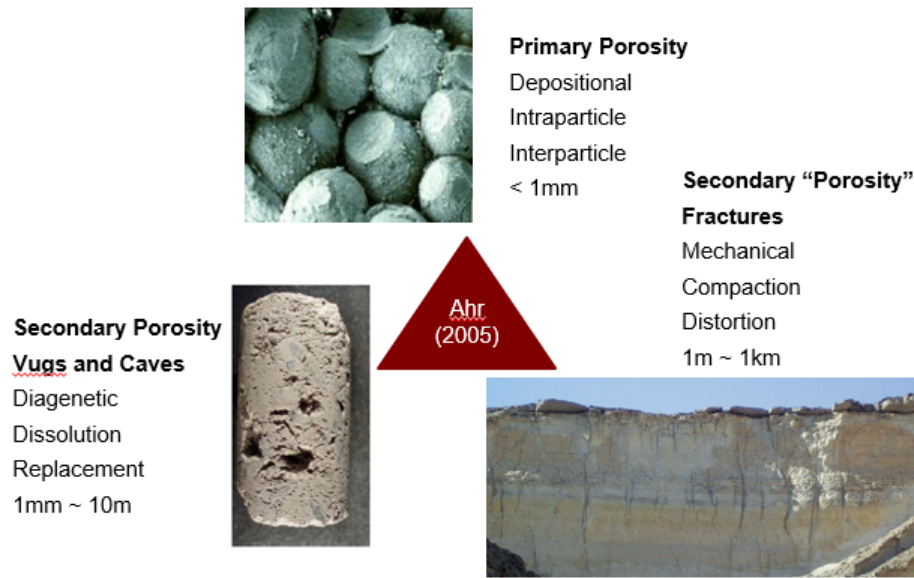 Primary Porosity
Depositional
Intraparticle
Interparticle
< 1mm
Secondary “Porosity”
Fractures
Mechanical
Compaction
Distortion
1m ~ 1km
Ahr
(2005)
Secondary Porosity
Vugs and Caves
Diagenetic
Dissolution
Replacement
1mm ~ 10m